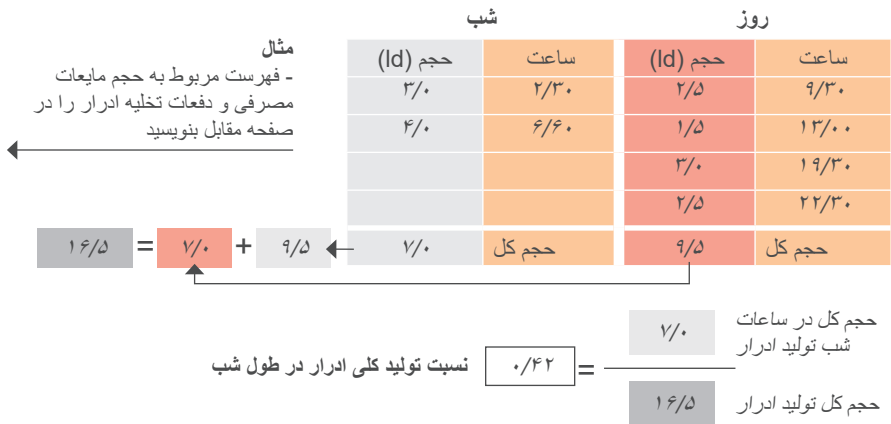 روز
شب
ساعت حجم (ld) ساعت حجم (ld)
۹/۳۰ ۲/۵ ۲/۳۰ ۳/۰
۱۳/۰۰ ۱/۵ ۶/۶۰ ۴/۰
۱۹/۳۰ ۳/۰
۲۲/۳۰ ۲/۵
حجم کل ۹/۵ حجم کل ۷/۰
مثال
- فهرست مربوط به حجم مایعات
مصرفی و دفعات تخلیه ادرار را در
صفحه مقابل بنویسید
۹/۵ + ۷/۰ = ۱۶/۵
حجم کل در ساعات
شب تولید ادرار
۷/۰
حجم کل تولید ادرار ۱۶/۵
= ۰/۴۲ نسبت تولید کلی ادرار در طول شب